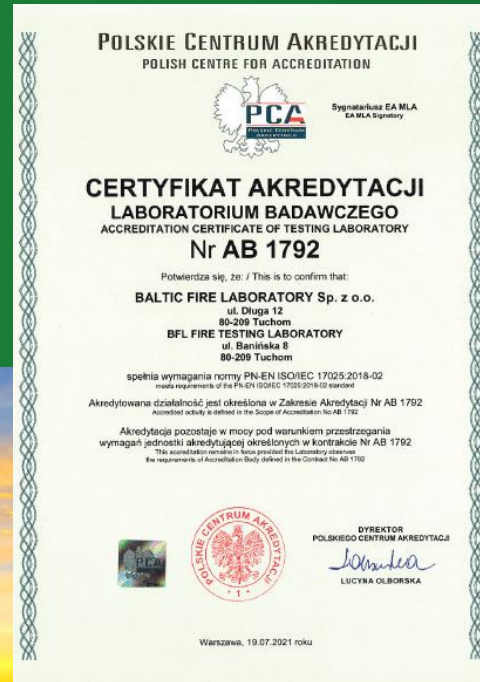 POLSKIE CENTRUM AKREDYTACJI
POLISH CENTRE FOR ACCREDITATION
PCA
POLSKIE CENTRUM
AKREDYTACJI
Sygnatariusz EA MLA
EA MLA Signatory
CERTYFIKAT AKREDYTACJI
LABORATORIUM BADAWCZEGO
ACCREDITATION CERTIFICATE OF TESTING LABORATORY
Nr AB 1792
Potwierdza się, że: / This is to confirm that:
BALTIC FIRE LABORATORY Sp. z o.o.
ul. Długa 12
80-209 Tuchom
BFL FIRE TESTING LABORATORY
ul. Banińska 8
80-209 Tuchom
spełnia wymagania normy PN-EN ISO/IEC 17025:2018-02
meets requirements of the PN-EN ISO/IEC 17025:2018-02 standard
Akredytowana działalność jest określona w Zakresie Akredytacji Nr AB 1792
Accredited activity is defined in the Scope of Accreditation No AB 1792
Akredytacja pozostaje w mocy pod warunkiem przestrzegania
wymagań jednostki akredytującej określonych w kontrakcie Nr AB 1792
This accreditation remains in force provided the Laboratory observes
the requirements of Accreditation Body defined in the Contract No AB 1792
POLSKIE CENTRUM AKREDYTACJI
1
PCA
DYREKTOR
POLSKIEGO CENTRUM AKREDYTACJI
LUCYNA OLBORSKA
Warszawa, 19.07.2021 roku